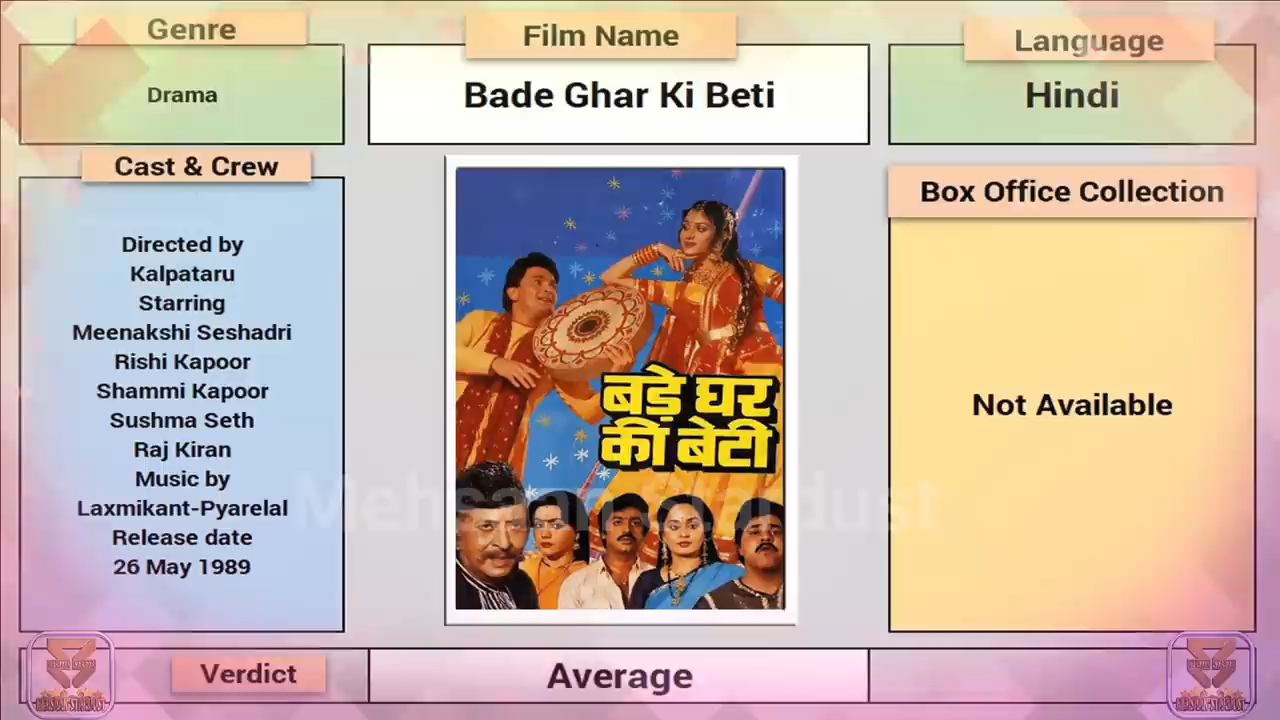 Genre
Drama
Film Name
Bade Ghar Ki Beti
Language
Hindi
Cast & Crew
Directed by
Kalpataru
Starring
Meenakshi Seshadri
Rishi Kapoor
Shammi Kapoor
Sushma Seth
Raj Kiran
Music by
Laxmikant-Pyarelal
Release date
26 May 1989
बड़े घर
की बेटी
Box Office Collection
Not Available
Verdict
Average